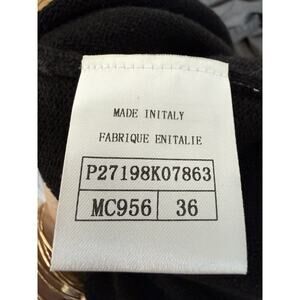 MADE INITALY
FABRIQUE ENITALIE
P27198K07863
MC956 36